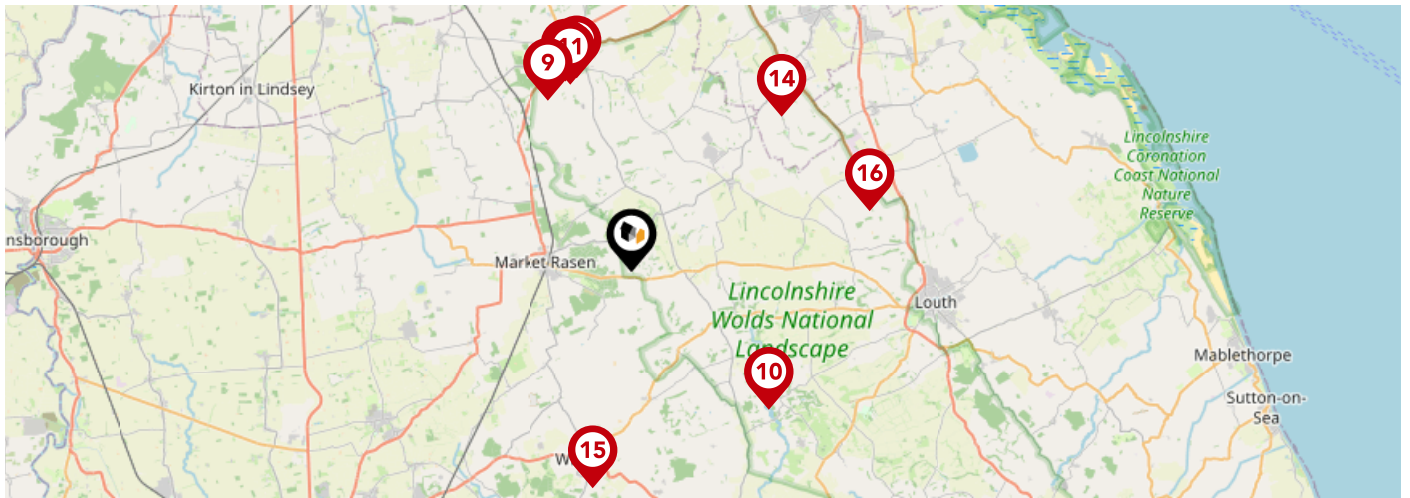 11
9
14
Kirton in Lindsey
Lincolnshire
Coronation
Coast National
Nature
Reserve
16
nsborough
Market Rasen
Lincolnshire
Wolds National
Landscape
Louth
10
Mablethorpe
Sutton-on-
Sea
15
W